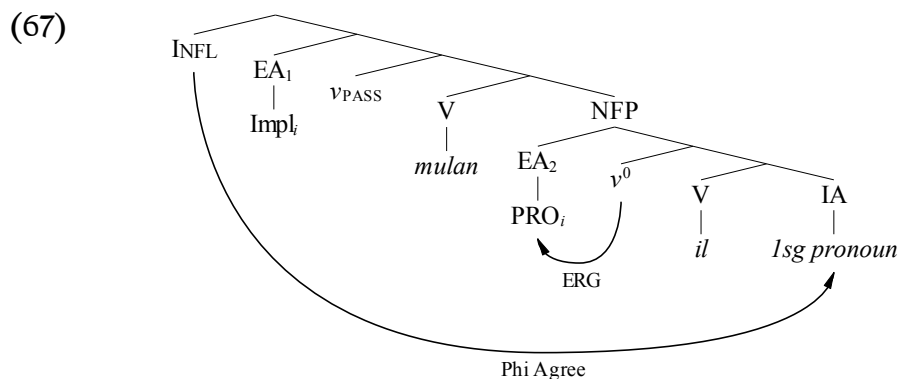 (67)
INFL
EA₁
Implᵢ
vPASS
V
mulan
NFP
EA₂
PROᵢ
v⁰
V
il
IA
1sg pronoun
ERG
Phi Agree